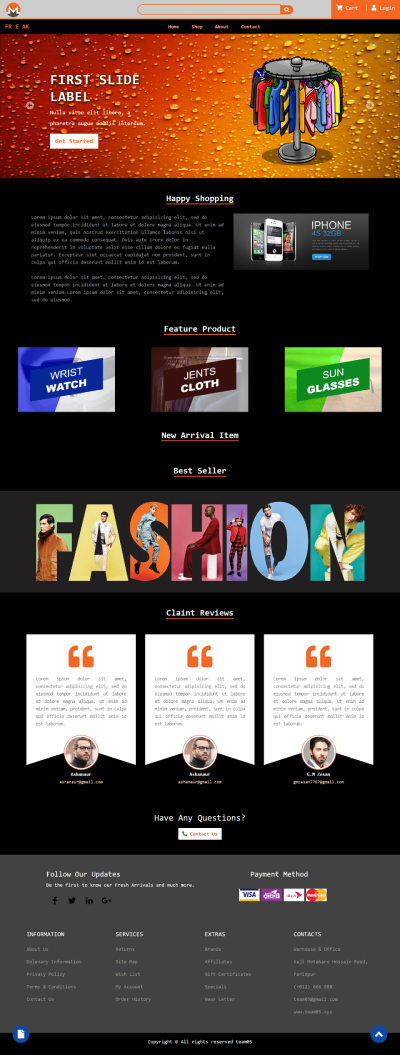 Cart
Login
FR E AK
Home
Shop
About
Contact
FIRST SLIDE
LABEL
Nulla vitae elit libero, a
pharetra augue mollis interdum.
Get Started
Happy Shopping
Lorem ipsum dolor sit amet, consectetur adipisicing elit, sed do
eiusmod tempor incididunt ut labore et dolore magna aliqua. Ut enim ad
minim veniam, quis nostrud exercitation ullamco laboris nisi ut
aliquip ex ea commodo consequat. Duis aute irure dolor in
reprehenderit in voluptate velit esse cillum dolore eu fugiat nulla
pariatur. Excepteur sint occaecat cupidatat non proident, sunt in
culpa qui officia deserunt mollit anim id est laborum.
Lorem ipsum dolor sit amet, consectetur adipisicing elit, sed do
eiusmod tempor incididunt ut labore et dolore magna aliqua. Ut enim ad
minim veniam.Lorem ipsum dolor sit amet, consectetur adipisicing elit,
sed do eiusmod.
IPHONE
4S 32GB
Feature Product
WRIST
WATCH
JENTS
CLOTH
SUN
GLASSES
New Arrival Item
Best Seller
FASHION
Claint Reviews
Lorem ipsum dolor sit amet,
consectetur adipisicing elit, sed do
eiusmod tempor incididunt ut labore
et dolore magna aliqua. Ut enim ad
minim veniam, proident, sunt in culpa
qui officia deserunt mollit anim id
est laborum.
Ashanaur
ashanaur@gmail.com
Lorem ipsum dolor sit amet,
consectetur adipisicing elit, sed do
eiusmod tempor incididunt ut labore
et dolore magna aliqua. Ut enim ad
minim veniam, proident, sunt in culpa
qui officia deserunt mollit anim id
est laborum.
Ashanaur
ashanaur@gmail.com
Lorem ipsum dolor sit amet,
consectetur adipisicing elit, sed do
eiusmod tempor incididunt ut labore
et dolore magna aliqua. Ut enim ad
minim veniam, proident, sunt in culpa
qui officia deserunt mollit anim id
est laborum.
G.M Zesan
gmzesan7767@gmail.com
Have Any Questions?
Contact Us
Follow Our Updates
Be the first to know our Fresh Arrivals and much more.
Payment Method
VISA
INFORMATION
About Us
Delevary Information
Privacy Policy
Terms & Conditions
Contact Us
SERVICES
Returns
Site Map
Wish List
My Account
Order History
EXTRAS
Brands
Affiliates
Gift Certificates
Specials
News Letter
CONTACTS
Warhouse & Office
Faridpur
team05@gmail.com
www.team05.xyz
Copyright © All rights reserved team05